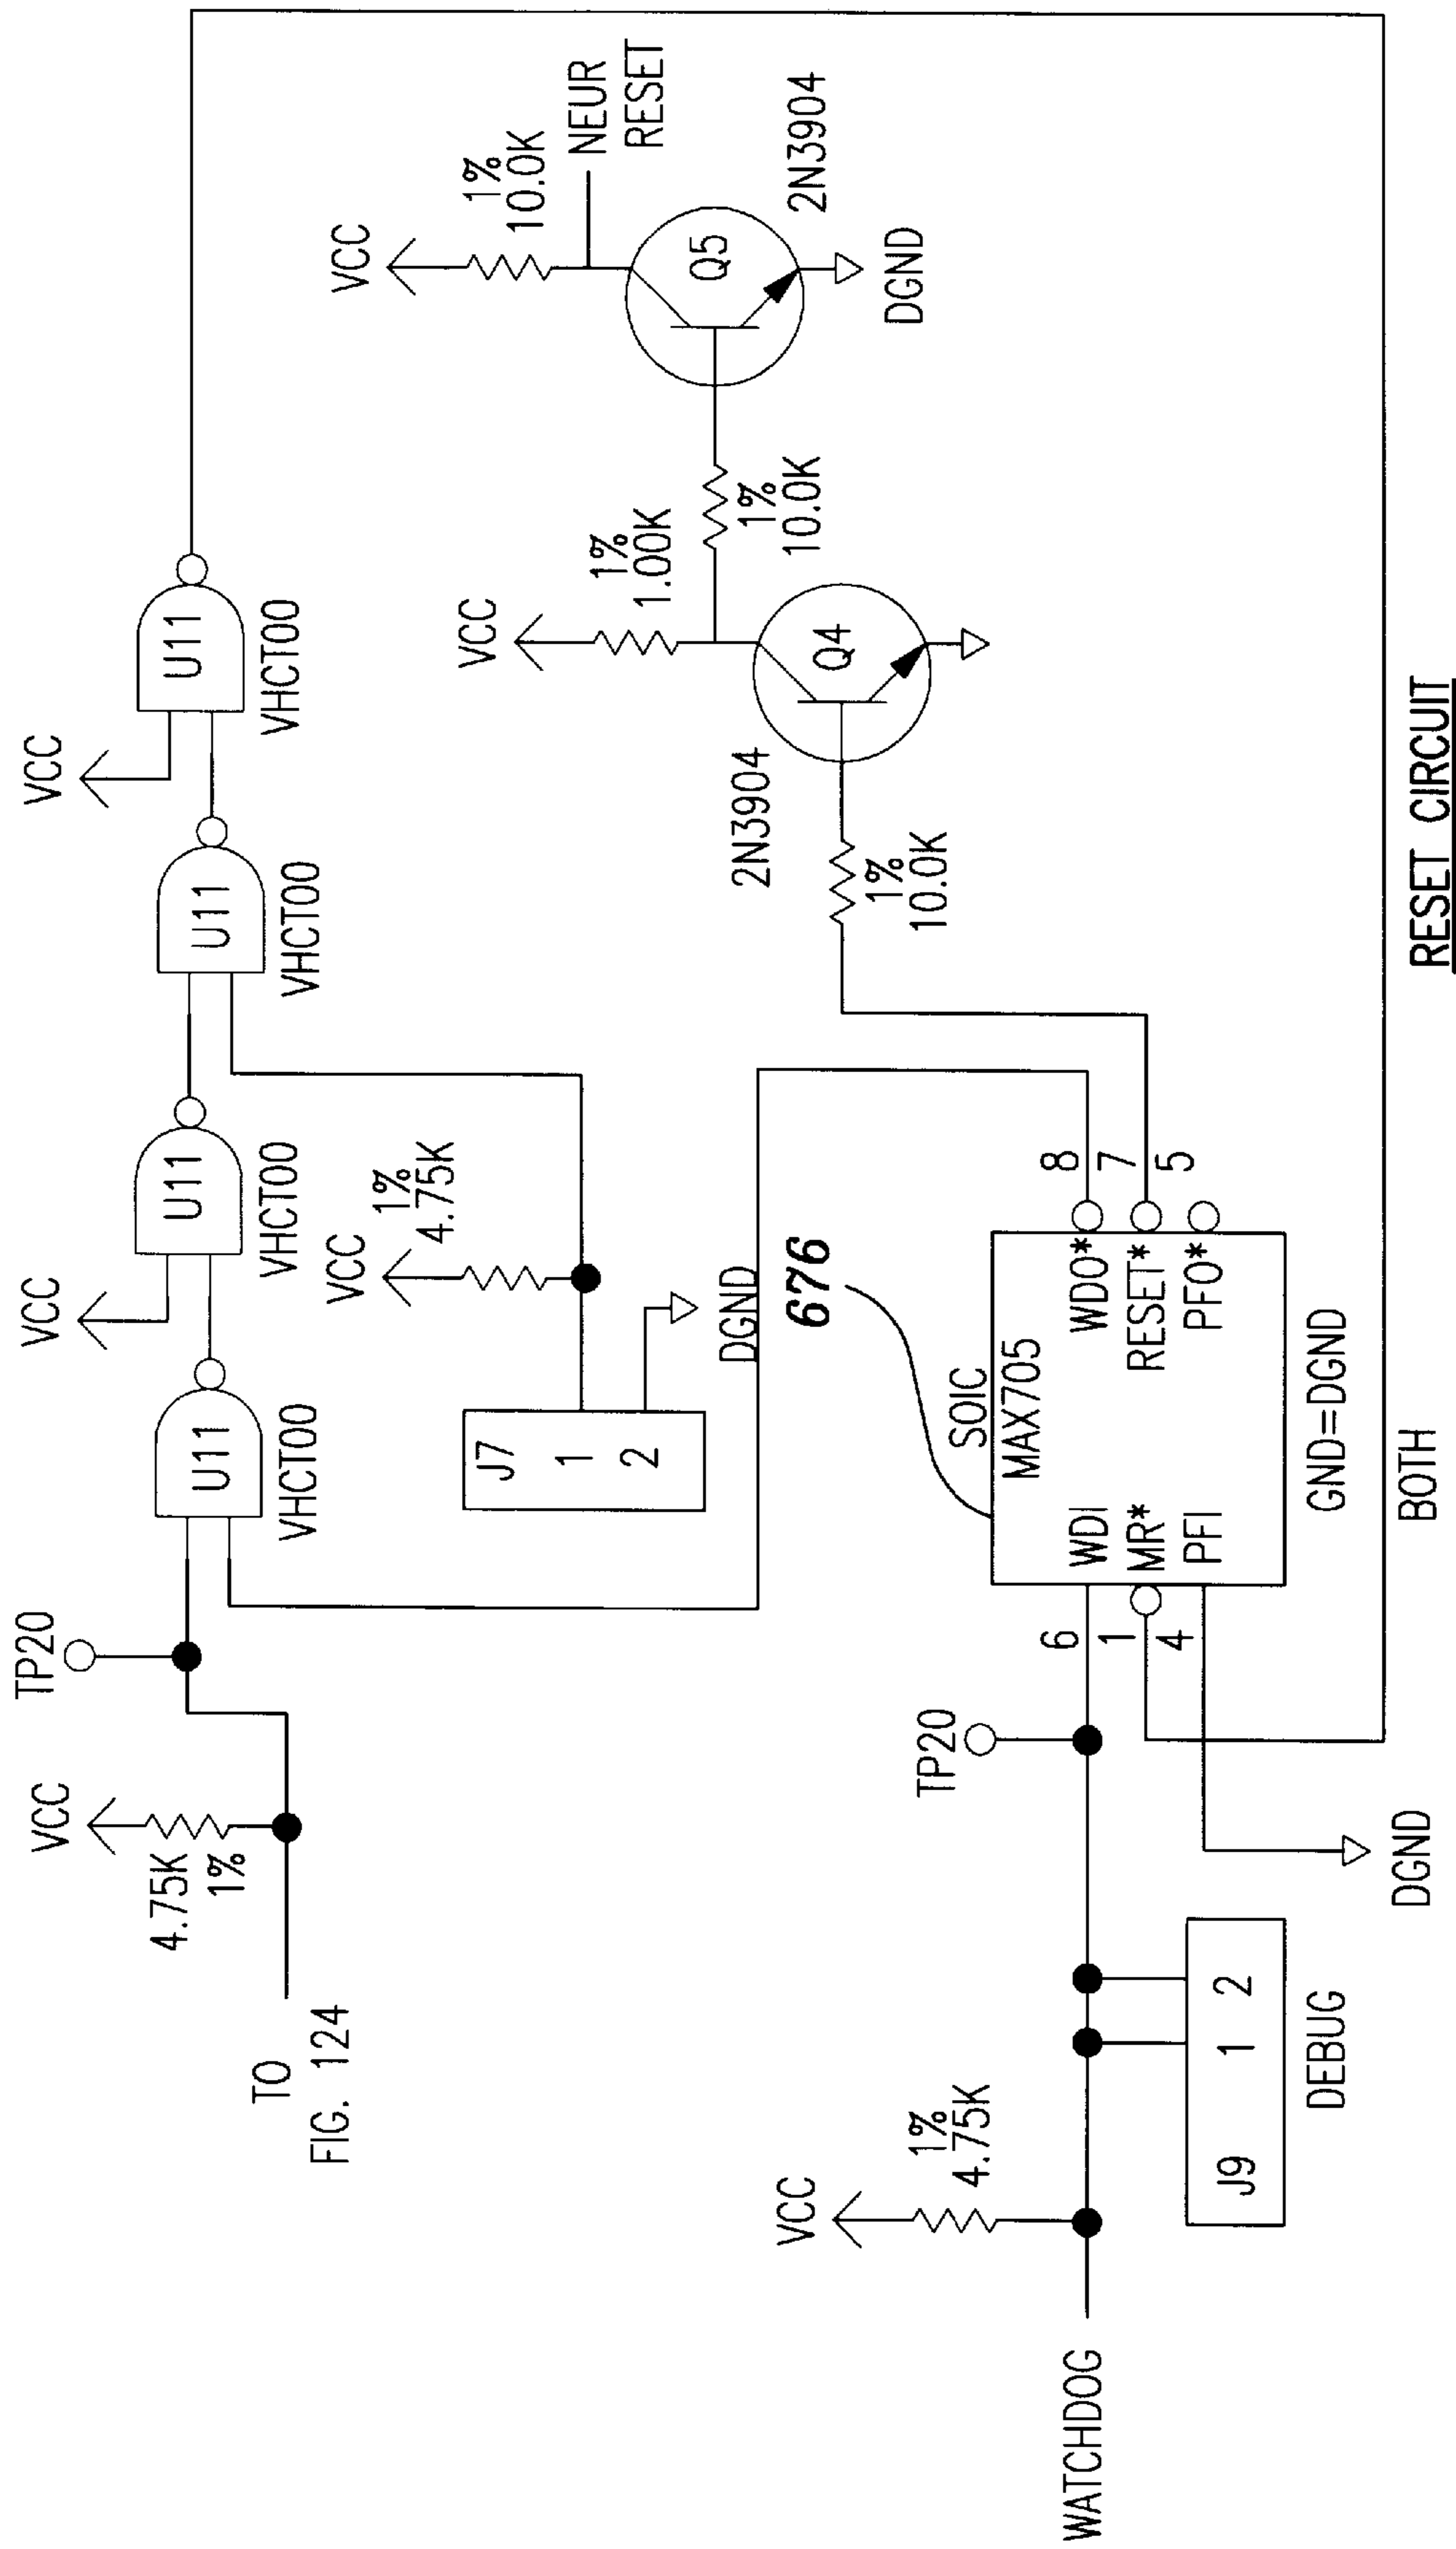 TP20
VCC
4.75K
1%
TO
FIG. 124
U11
VHCT00
VCC
U11
VHCT00
U11
VHCT00
VCC
U11
VHCT00
VCC
1%
4.75K
J7
1
2
DGND
VCC
1%
1.00K
1%
10.0K
VCC
1%
10.0K
NEUR
RESET
Q5
2N3904
DGND
Q4
2N3904
1%
10.0K
676
SOIC
MAX705
WDI
MR*
PFI
WDO*
RESET*
PFO*
6
1
4
8
7
5
GND=DGND
BOTH
TP20
VCC
1%
4.75K
WATCHDOG
J9
1
2
DEBUG
DGND
RESET CIRCUIT